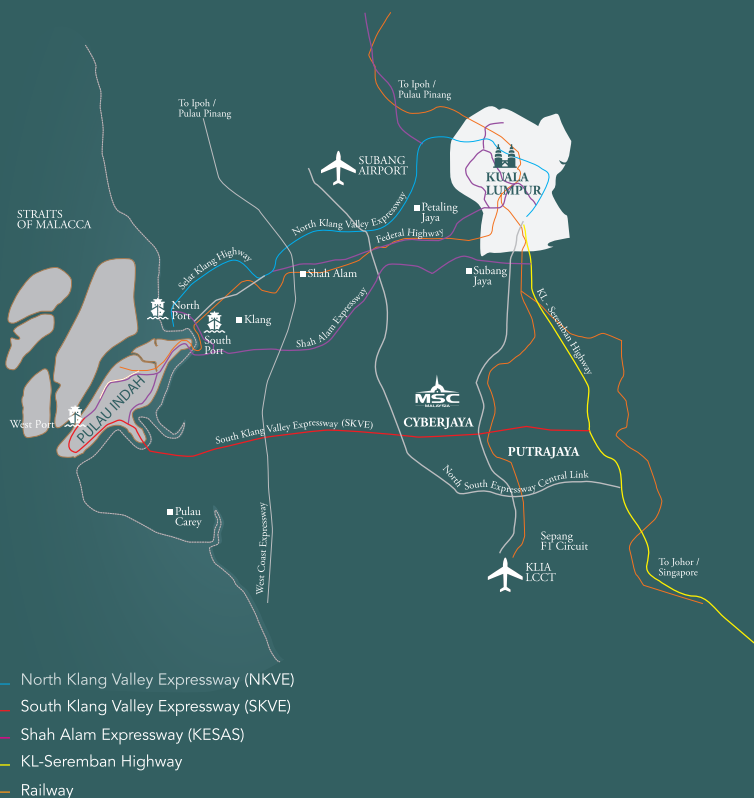 To Ipoh /
Pulau Pinang
To Ipoh /
Pulau Pinang
SUBANG
AIRPORT
KUALA
LUMPUR
STRAITS
OF MALACCA
Petaling
Jaya
North Klang Valley Expressway
Federal Highway
Selat Klang Highway
Shah Alam
Subang
Jaya
North
Port
Klang
South
Port
Shah Alam Expressway
KL - Seremban Highway
PULAU INDAH
West Port
MSC
MALAYSIA
CYBERJAYA
South Klang Valley Expressway (SKVE)
PUTRAJAYA
North South Expressway Central Link
Pulau
Carey
West Coast Expressway
Sepang
F1 Circuit
KLIA
LCCT
To Johor /
Singapore
North Klang Valley Expressway (NKVE)
South Klang Valley Expressway (SKVE)
Shah Alam Expressway (KESAS)
KL-Seremban Highway
Railway